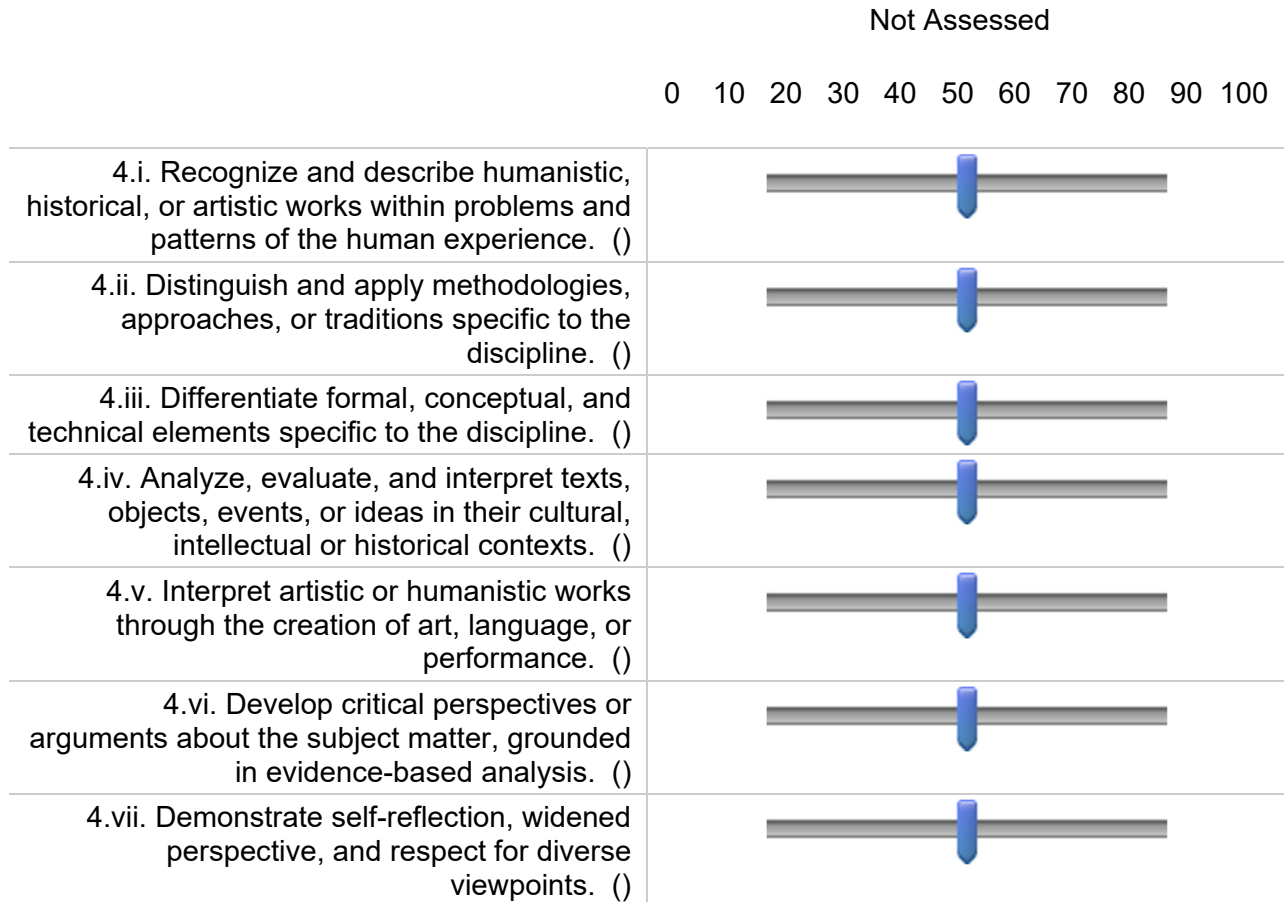 Not Assessed
0 10 20 30 40 50 60 70 80 90 100
4.i. Recognize and describe humanistic,
historical, or artistic works within problems and
patterns of the human experience. ()
4.ii. Distinguish and apply methodologies,
approaches, or traditions specific to the
discipline. ()
4.iii. Differentiate formal, conceptual, and
technical elements specific to the discipline. ()
4.iv. Analyze, evaluate, and interpret texts,
objects, events, or ideas in their cultural,
intellectual or historical contexts. ()
4.v. Interpret artistic or humanistic works
through the creation of art, language, or
performance. ()
4.vi. Develop critical perspectives or
arguments about the subject matter, grounded
in evidence-based analysis. ()
4.vii. Demonstrate self-reflection, widened
perspective, and respect for diverse
viewpoints. ()